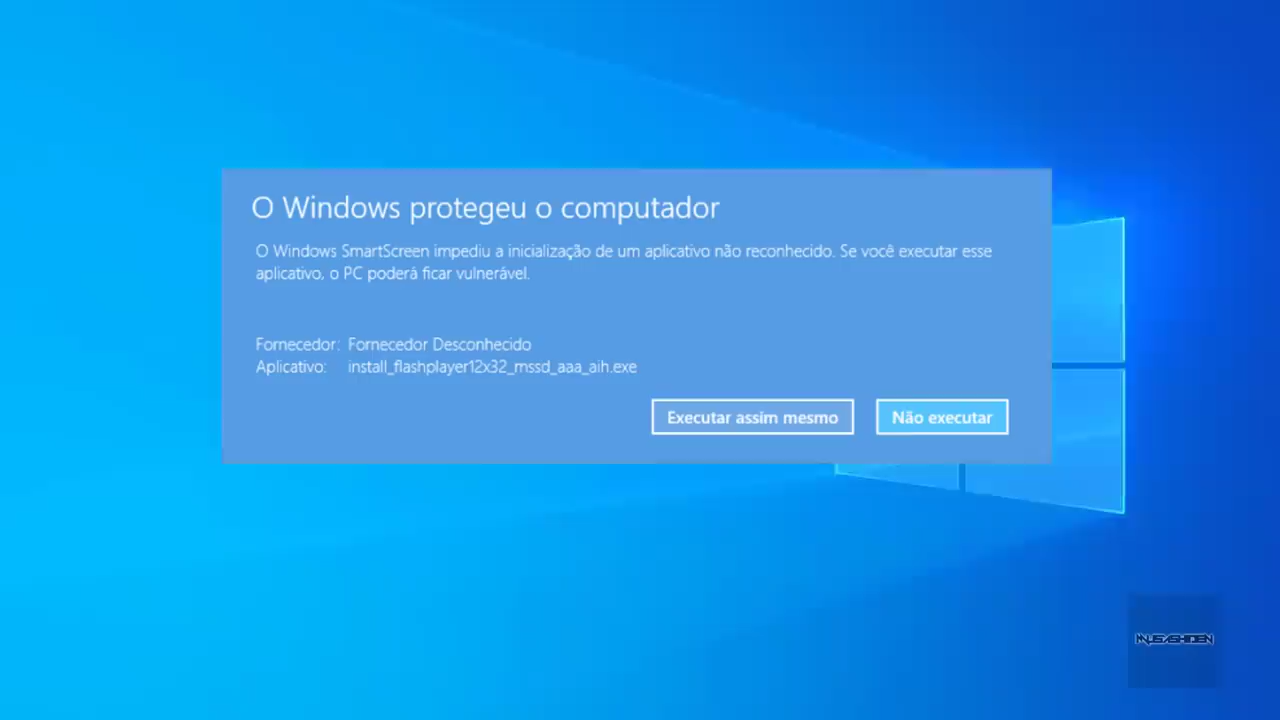 O Windows protegeu o computador
O Windows SmartScreen impediu a inicialização de um aplicativo não reconhecido. Se você executar esse
aplicativo, o PC poderá ficar vulnerável.
Fornecedor: Fornecedor Desconhecido
Aplicativo: install_flashplayer12x32_mssd_aaa_aih.exe
Executar assim mesmo Não executar